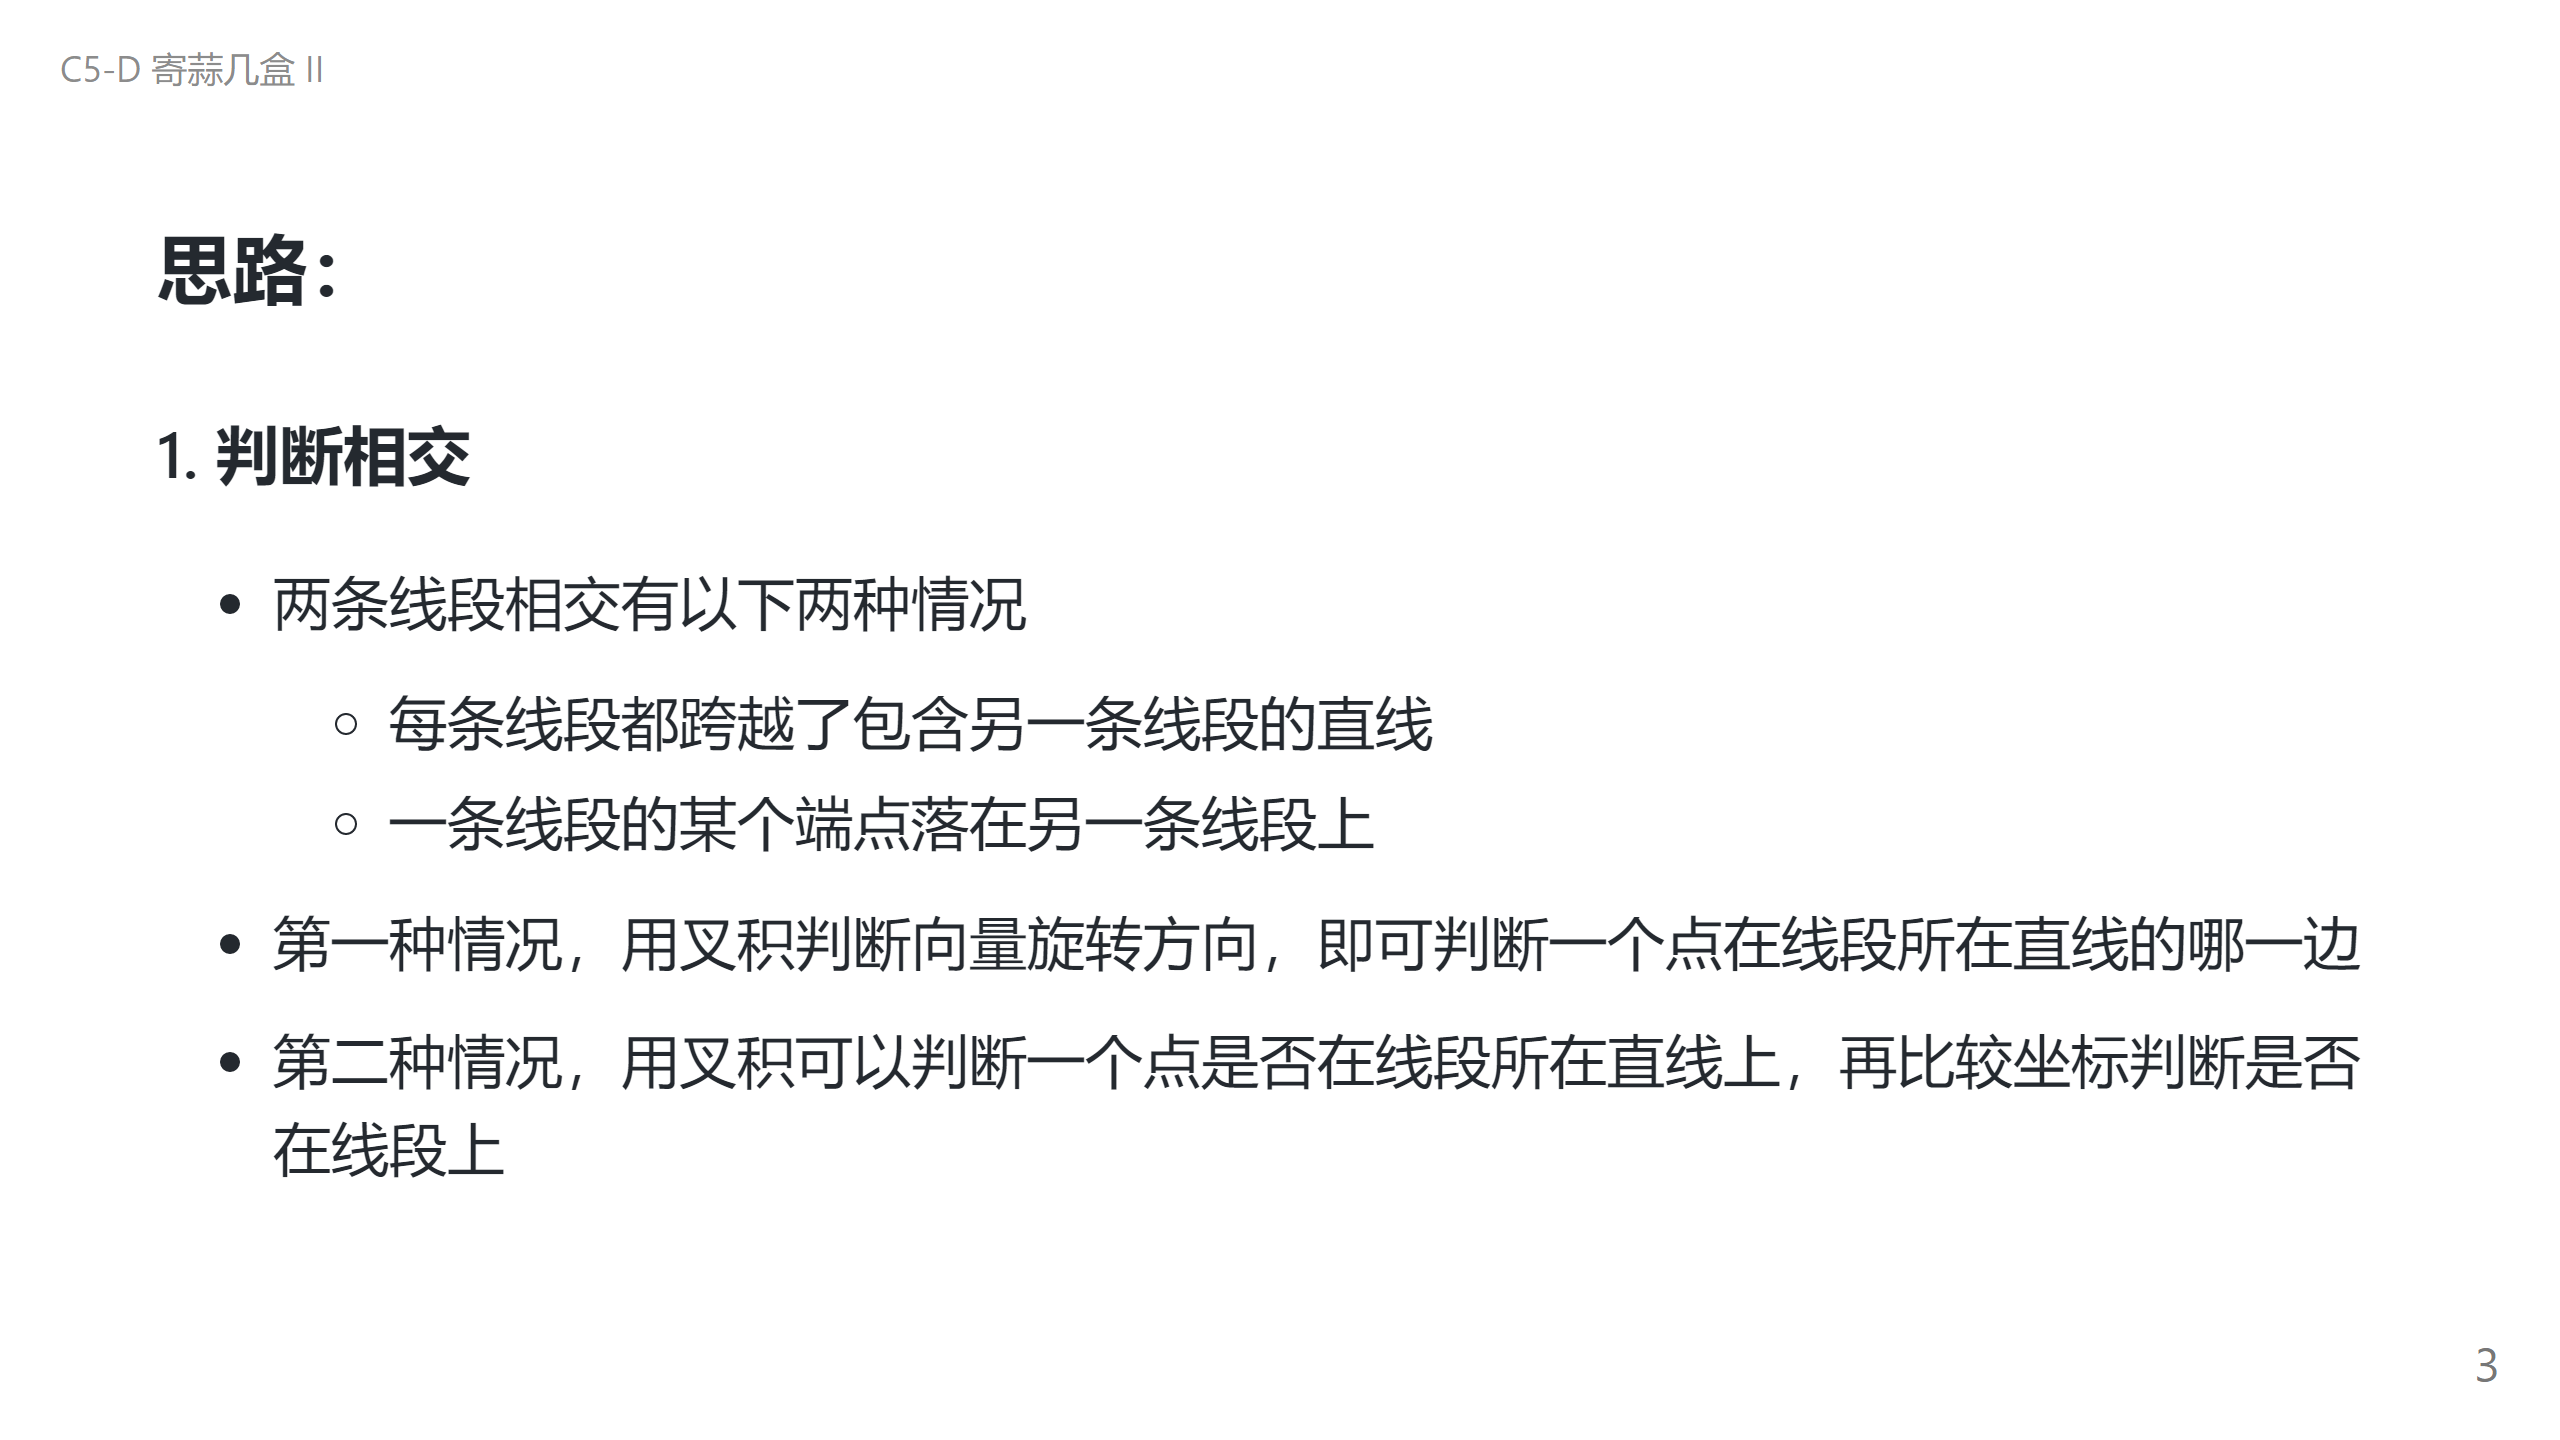 C5-D 寄蒜几盒 II
思路：
1. 判断相交
• 两条线段相交有以下两种情况
○ 每条线段都跨越了包含另一条线段的直线
○ 一条线段的某个端点落在另一条线段上
• 第一种情况，用叉积判断向量旋转方向，即可判断一个点在线段所在直线的哪一边
• 第二种情况，用叉积可以判断一个点是否在线段所在直线上，再比较坐标判断是否
在线段上
3